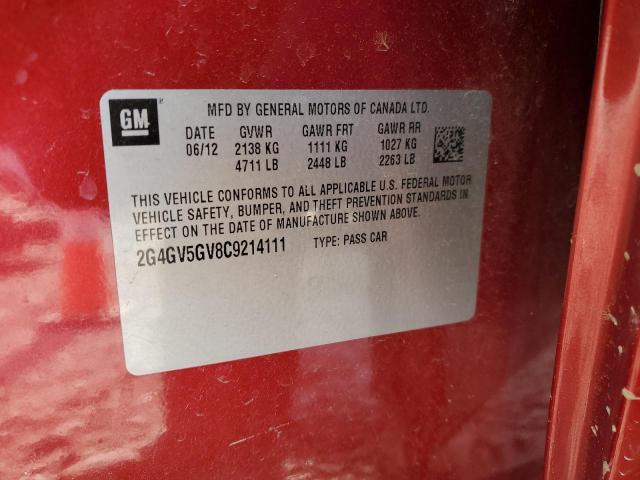 GM
MFD BY GENERAL MOTORS OF CANADA LTD.
DATE GVWR GAWR FRT GAWR RR
06/12 2138 KG 1111 KG 1027 KG
4711 LB 2448 LB 2263 LB
THIS VEHICLE CONFORMS TO ALL APPLICABLE U.S. FEDERAL MOTOR
VEHICLE SAFETY, BUMPER, AND THEFT PREVENTION STANDARDS IN
EFFECT ON THE DATE OF MANUFACTURE SHOWN ABOVE.
2G4GV5GV8C9214111 TYPE: PASS CAR